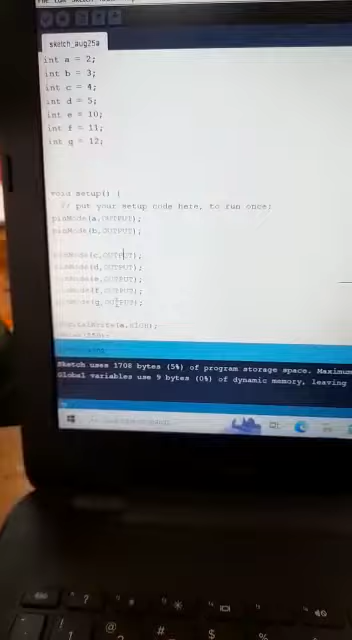 sketch_aug25a
int a = 2;
int b = 3;
int c = 4;
int d = 5;
int e = 10;
int f = 11;
int g = 12;
void setup() {
// put your setup code here, to run once:
pinMode(a,OUTPUT);
pinMode(b,OUTPUT);
pinMode(c,OUTPUT);
pinMode(d,OUTPUT);
pinMode(e,OUTPUT);
pinMode(f,OUTPUT);
pinMode(g,OUTPUT);
digitalWrite(a,HIGH);
Sketch uses 1708 bytes (5%) of program storage space. Maximum
Global variables use 9 bytes (0%) of dynamic memory, leaving